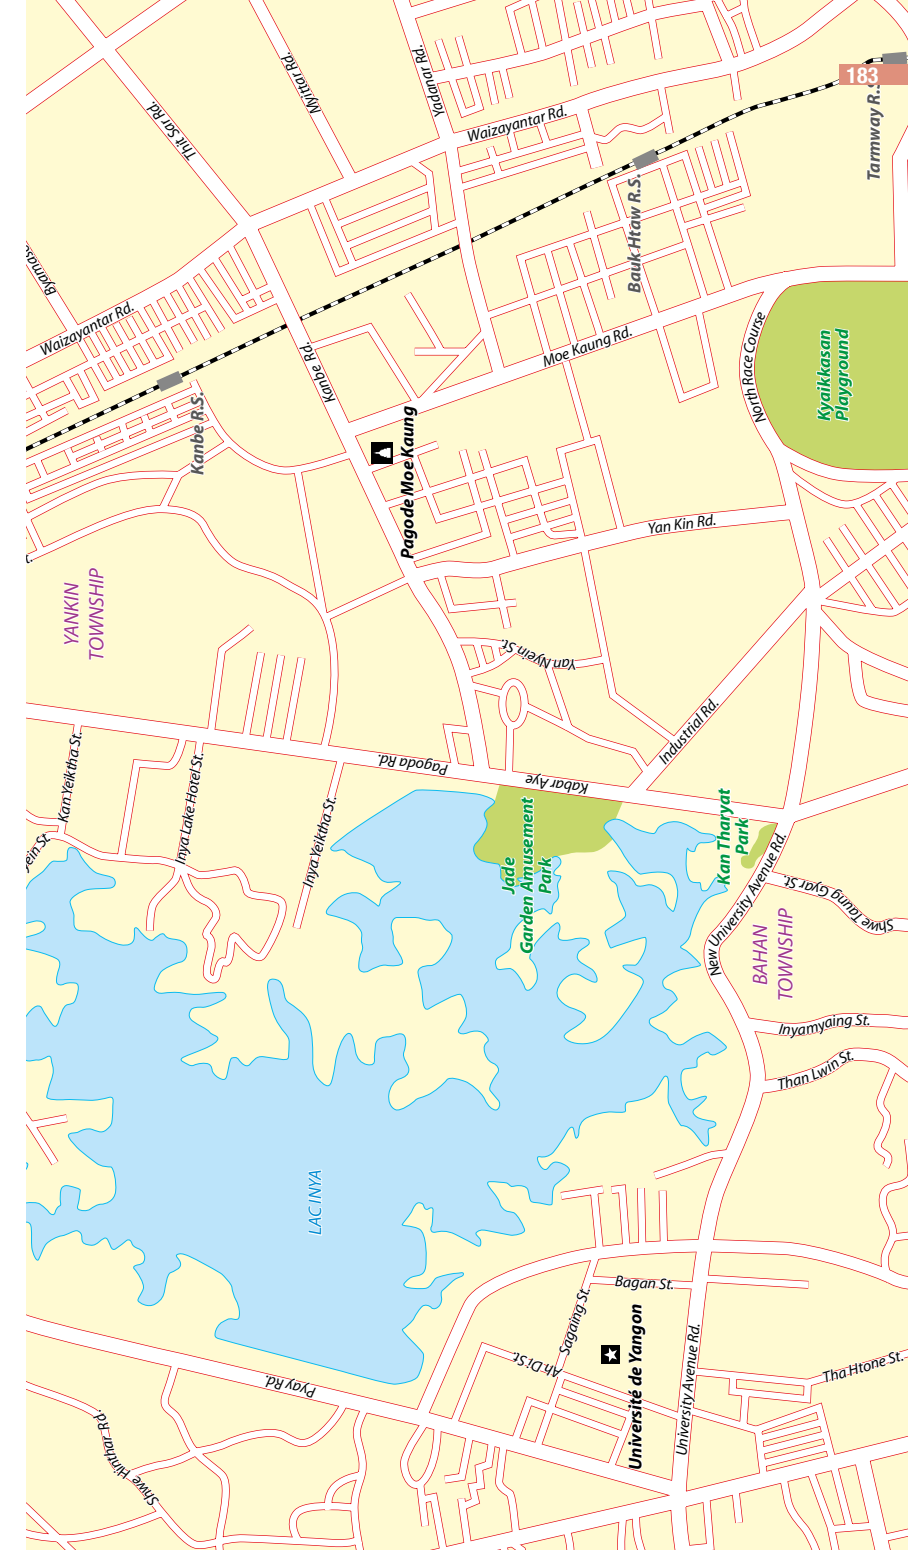 183
Thit Sar Rd.
Myittar Rd.
Yadanar Rd.
Waizayantar Rd.
Tarmway R.S.
Bauk Htaw R.S.
Waizayantar Rd.
Kanbe Rd.
Moe Kaung Rd.
North Race Course
Kyaikkasan
Playground
Kanbe R.S.
Pagode Moe Kaung
Yan Kin Rd.
YANKIN
TOWNSHIP
Yan Nyein St.
Industrial Rd.
Kan Yeiktha St.
Pagoda Rd.
Kabar Aye
Inya Lake Hotel St.
Inya Yeiktha St.
Jade
Garden Amusement
Park
Kan Tharyat
Park
New University Avenue Rd.
Shwe Taung Gyar St.
BAHAN
TOWNSHIP
Inyamyaing St.
Than Lwin St.
LAC INYA
Bagan St.
Sagaing St.
Ah Di St.
Université de Yangon
University Avenue Rd.
Tha Htone St.
Pyay Rd.
Shwe Hinthar Rd.